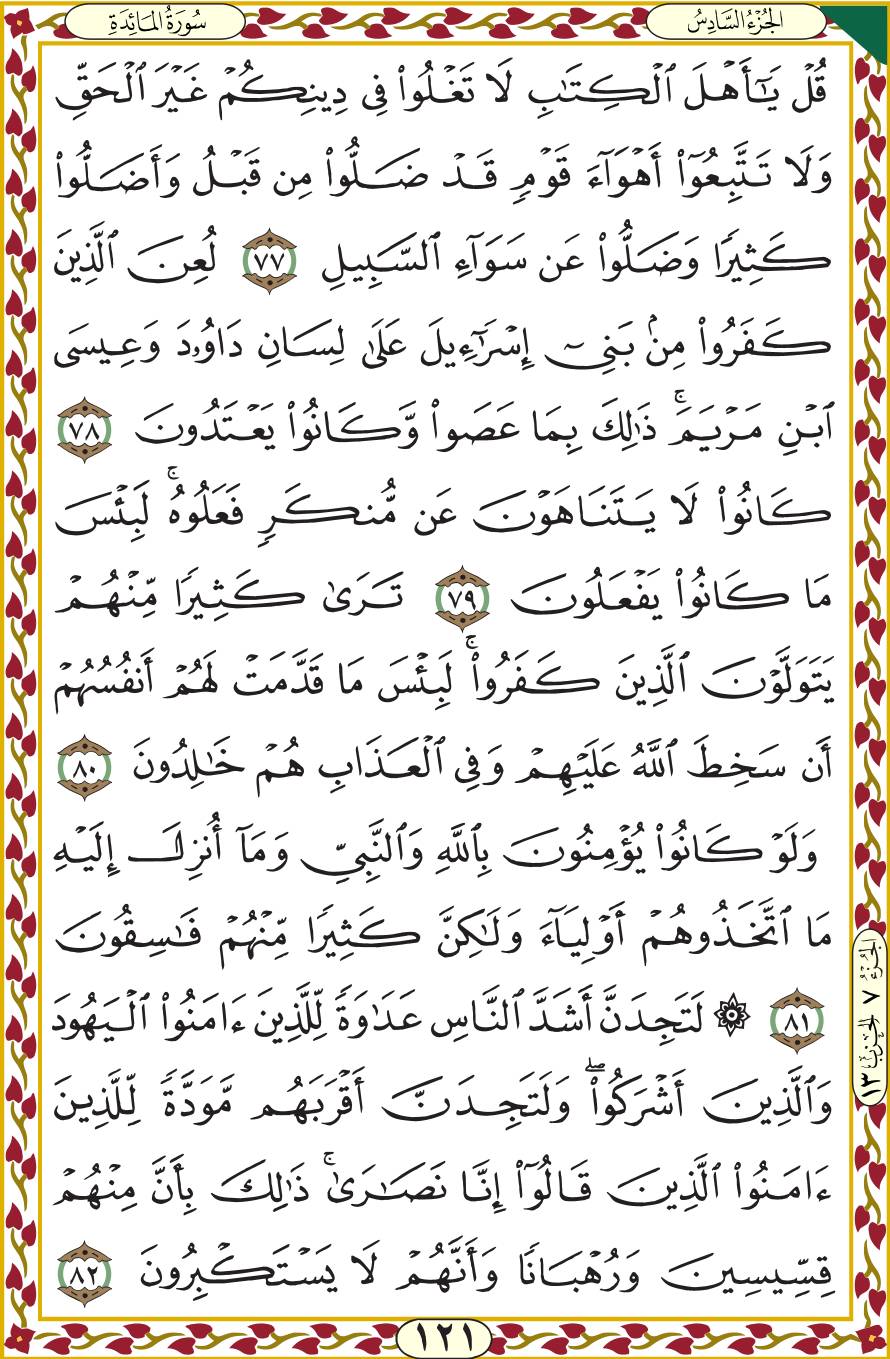 الجُزْءُ السَّادِسُ
سُورَةُ المَائِدَةِ
قُلۡ يَٰٓأَهۡلَ ٱلۡكِتَٰبِ لَا تَغۡلُواْ فِي دِينِكُمۡ غَيۡرَ ٱلۡحَقِّ
وَلَا تَتَّبِعُوٓاْ أَهۡوَآءَ قَوۡمٖ قَدۡ ضَلُّواْ مِن قَبۡلُ وَأَضَلُّواْ
كَثِيرٗا وَضَلُّواْ عَن سَوَآءِ ٱلسَّبِيلِ ٧٧ لُعِنَ ٱلَّذِينَ
كَفَرُواْ مِنۢ بَنِيٓ إِسۡرَٰٓءِيلَ عَلَىٰ لِسَانِ دَاوُۥدَ وَعِيسَى
ٱبۡنِ مَرۡيَمَۚ ذَٰلِكَ بِمَا عَصَواْ وَّكَانُواْ يَعۡتَدُونَ ٧٨
كَانُواْ لَا يَتَنَاهَوۡنَ عَن مُّنكَرٖ فَعَلُوهُۚ لَبِئۡسَ
مَا كَانُواْ يَفۡعَلُونَ ٧٩ تَرَىٰ كَثِيرٗا مِّنۡهُمۡ
يَتَوَلَّوۡنَ ٱلَّذِينَ كَفَرُواْۚ لَبِئۡسَ مَا قَدَّمَتۡ لَهُمۡ أَنفُسُهُمۡ
أَن سَخِطَ ٱللَّهُ عَلَيۡهِمۡ وَفِي ٱلۡعَذَابِ هُمۡ خَٰلِدُونَ ٨٠
وَلَوۡ كَانُواْ يُؤۡمِنُونَ بِٱللَّهِ وَٱلنَّبِيِّ وَمَآ أُنزِلَ إِلَيۡهِ
مَا ٱتَّخَذُوهُمۡ أَوۡلِيَآءَ وَلَٰكِنَّ كَثِيرٗا مِّنۡهُمۡ فَٰسِقُونَ
٨١ ۞ لَتَجِدَنَّ أَشَدَّ ٱلنَّاسِ عَدَٰوَةٗ لِّلَّذِينَ ءَامَنُواْ ٱلۡيَهُودَ
وَٱلَّذِينَ أَشۡرَكُواْۖ وَلَتَجِدَنَّ أَقۡرَبَهُم مَّوَدَّةٗ لِّلَّذِينَ
ءَامَنُواْ ٱلَّذِينَ قَالُوٓاْ إِنَّا نَصَٰرَىٰۚ ذَٰلِكَ بِأَنَّ مِنۡهُمۡ
قِسِّيسِينَ وَرُهۡبَانٗا وَأَنَّهُمۡ لَا يَسۡتَكۡبِرُونَ ٨٢
الجُزْءُ ٧ الحِزْبُ ١٣
١٢١